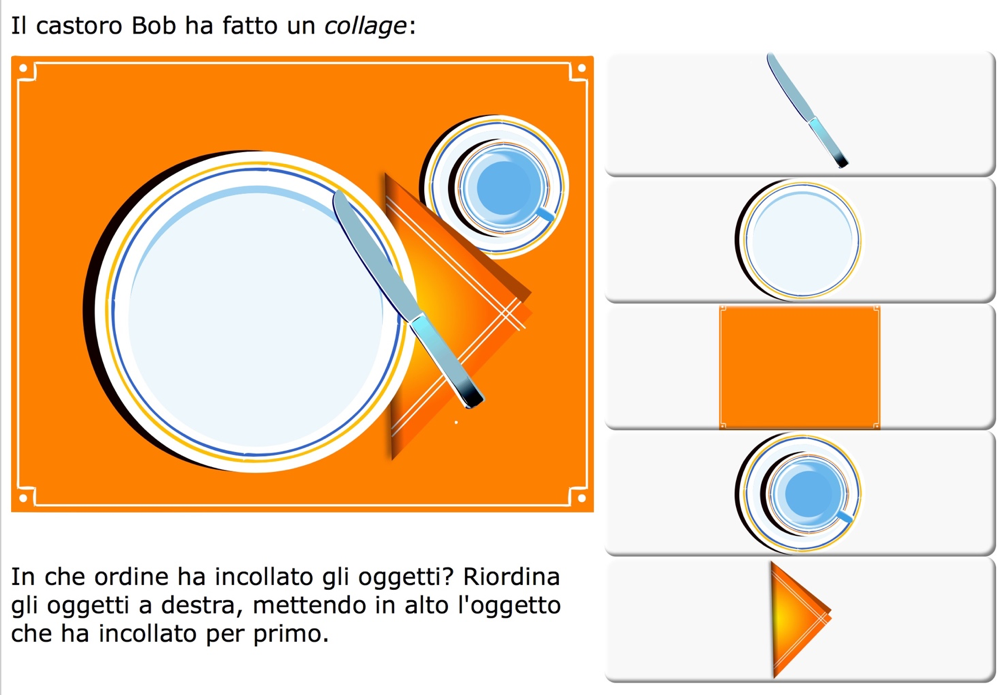 Il castoro Bob ha fatto un collage:
In che ordine ha incollato gli oggetti? Riordina
gli oggetti a destra, mettendo in alto l'oggetto
che ha incollato per primo.